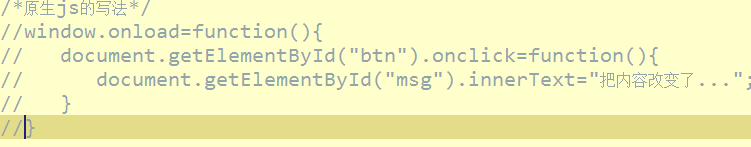 /*原生js的写法*/
//window.onload=function(){
//   document.getElementById("btn").onclick=function(){
//      document.getElementById("msg").innerText="把内容改变了...";
//   }
//}